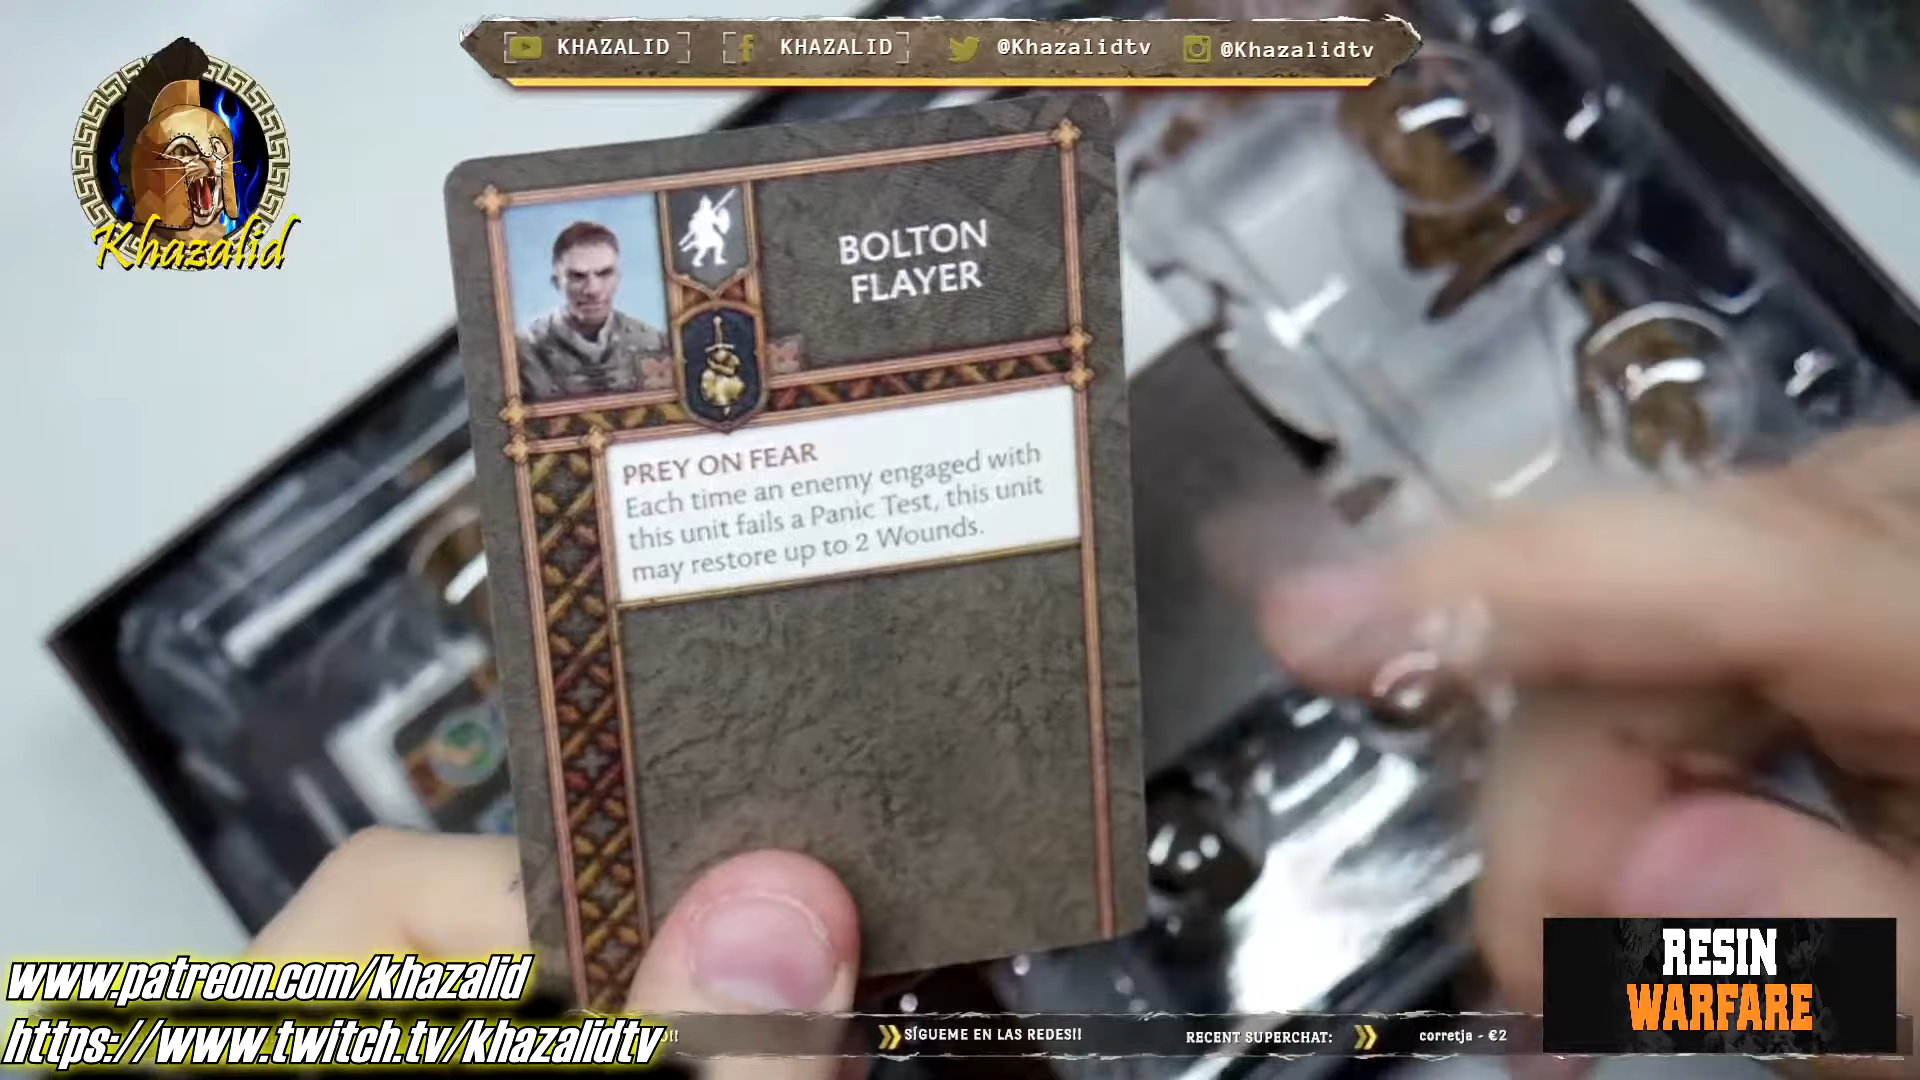 KHAZALID
KHAZALID
@Khazalidtv
@Khazalidtv
Khazalid
BOLTON
FLAYER
PREY ON FEAR
Each time an enemy engaged with
this unit fails a Panic Test, this unit
may restore up to 2 Wounds.
RESIN
WARFARE
www.patreon.com/khazalid
https://www.twitch.tv/khazalidtv
SÍGUEME EN LAS REDES!!
RECENT SUPERCHAT:
corretja - €2